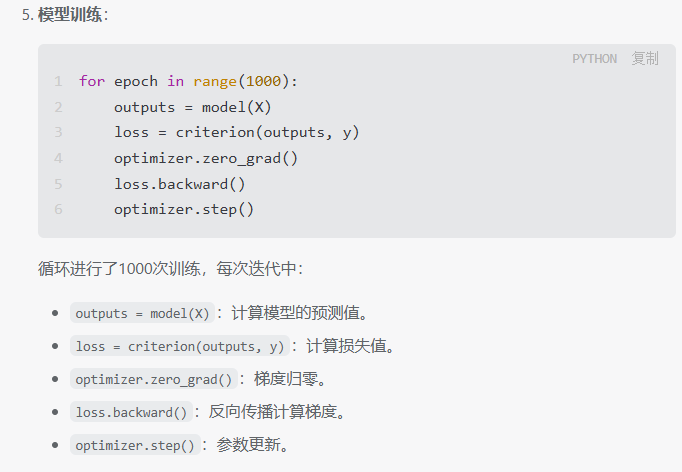 5. 模型训练：
PYTHON 复制
1 for epoch in range(1000):
2     outputs = model(X)
3     loss = criterion(outputs, y)
4     optimizer.zero_grad()
5     loss.backward()
6     optimizer.step()
循环进行了1000次训练，每次迭代中：
• outputs = model(X)：计算模型的预测值。
• loss = criterion(outputs, y)：计算损失值。
• optimizer.zero_grad()：梯度归零。
• loss.backward()：反向传播计算梯度。
• optimizer.step()：参数更新。